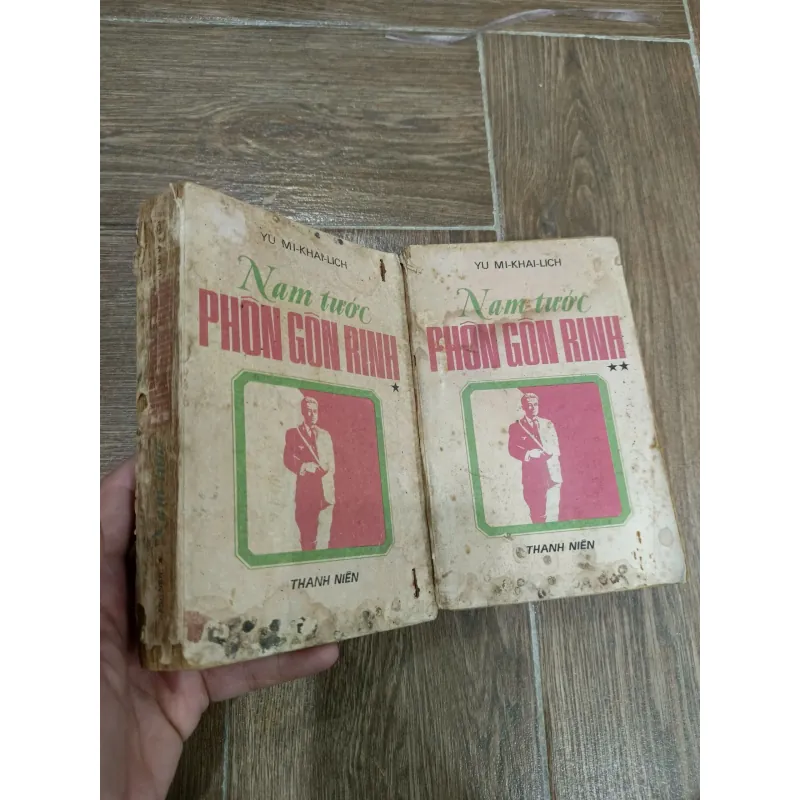 YU MI-KHAI-LICH
Nam tước
PHÔN GÔN RINH
★
THANH NIÊN
YU MI-KHAI-LICH
Nam tước
PHÔN GÔN RINH
★★
THANH NIÊN